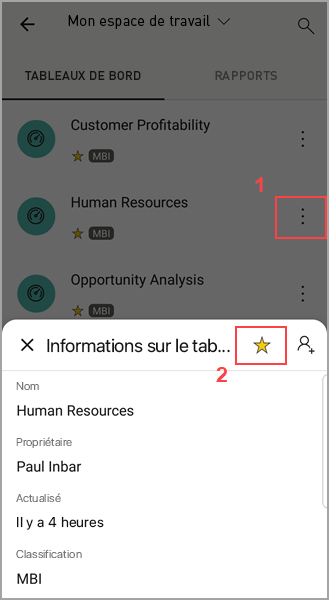 Mon espace de travail
TABLEAUX DE BORD RAPPORTS
Customer Profitability
MBI
1
Human Resources
MBI
Opportunity Analysis
MBI
Informations sur le tab...
2
Nom
Human Resources
Propriétaire
Paul Inbar
Actualisé
Il y a 4 heures
Classification
MBI